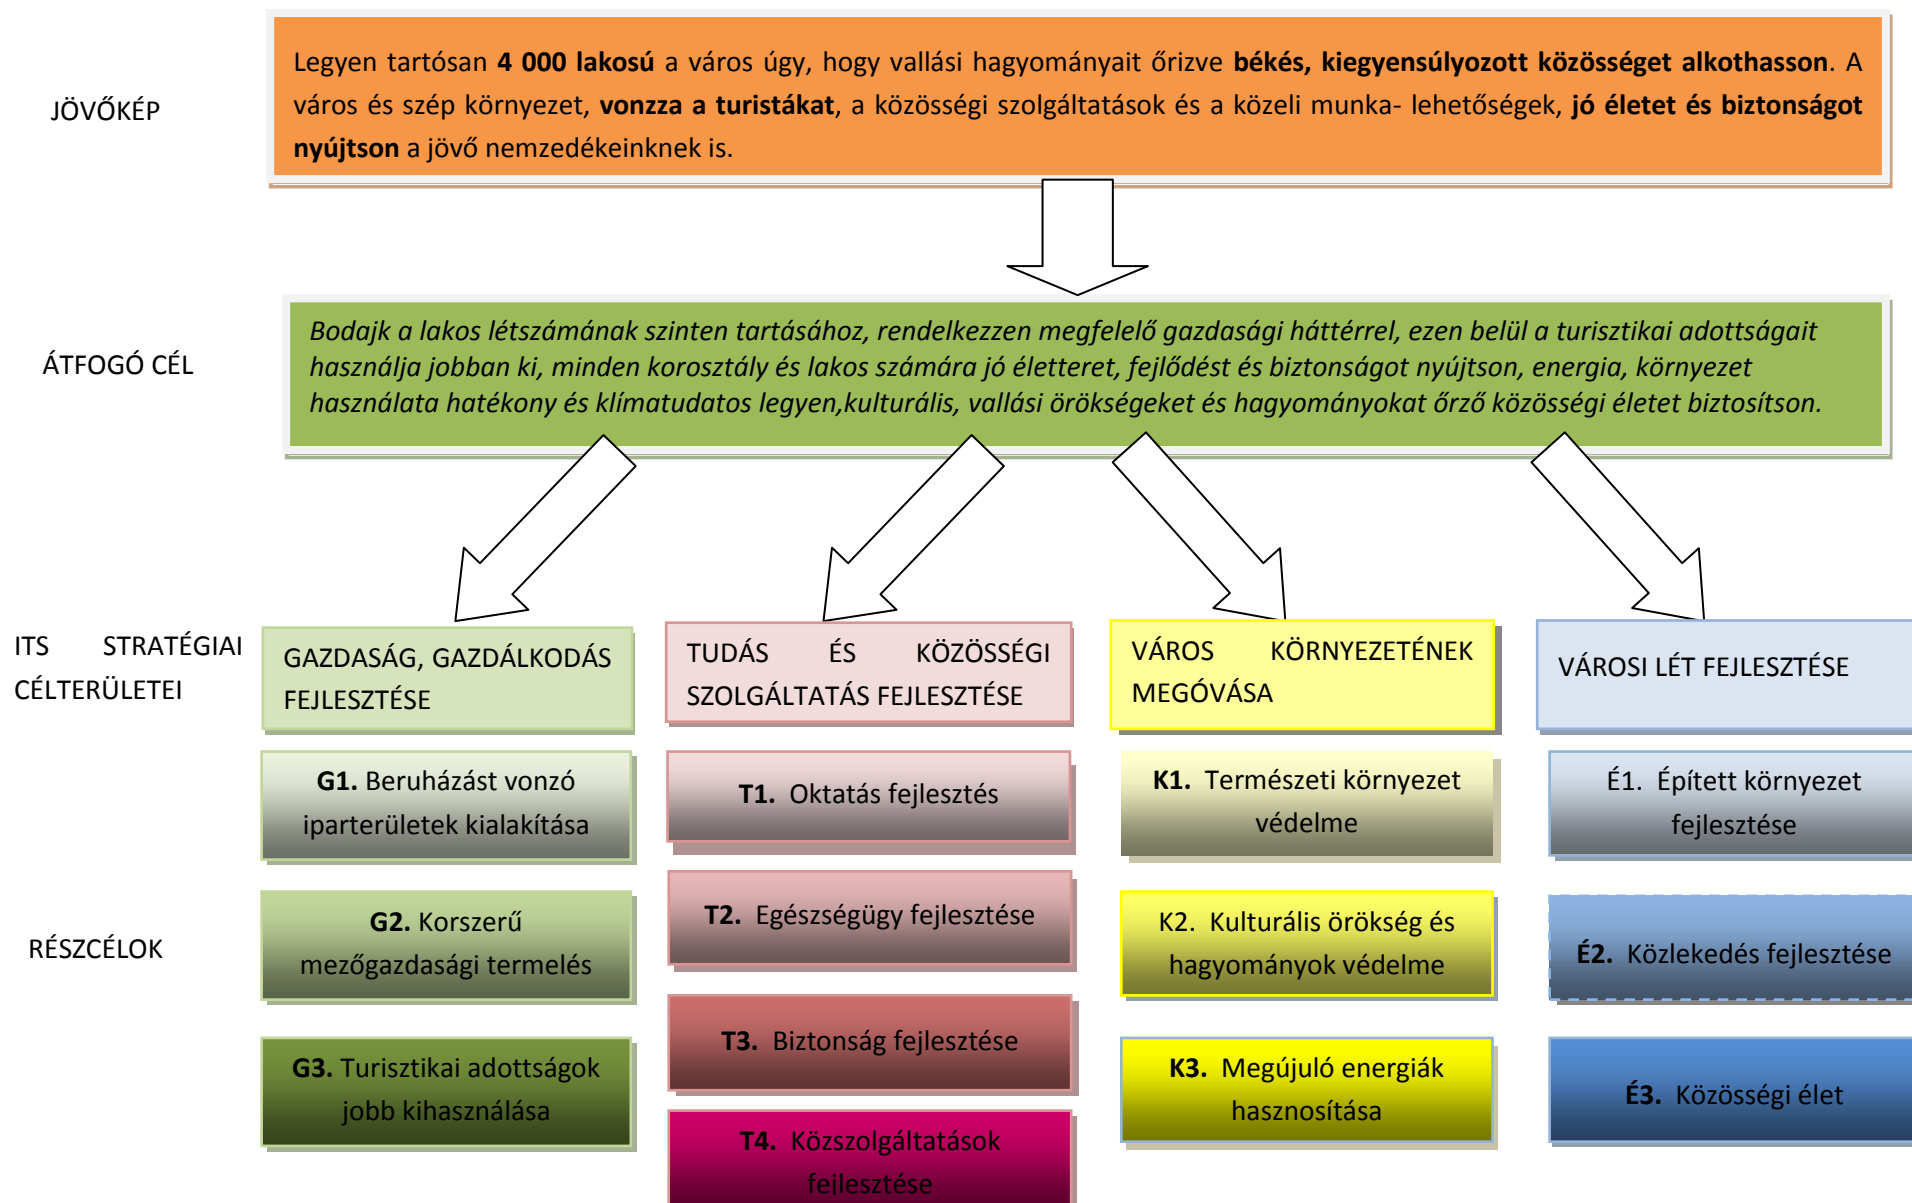 JÖVŐKÉP
Legyen tartósan 4 000 lakosú a város úgy, hogy vallási hagyományait őrizve békés, kiegyensúlyozott közösséget alkothasson. A
város és szép környezet, vonzza a turistákat, a közösségi szolgáltatások és a közeli munka- lehetőségek, jó életet és biztonságot
nyújtson a jövő nemzedékeinknek is.
ÁTFOGÓ CÉL
Bodajk a lakos létszámának szinten tartásához, rendelkezzen megfelelő gazdasági háttérrel, ezen belül a turisztikai adottságait
használja jobban ki, minden korosztály és lakos számára jó életteret, fejlődést és biztonságot nyújtson, energia, környezet
használata hatékony és klímatudatos legyen,kulturális, vallási örökségeket és hagyományokat őrző közösségi életet biztosítson.
ITS STRATÉGIAI
CÉLTERÜLETEI
GAZDASÁG, GAZDÁLKODÁS
FEJLESZTÉSE
TUDÁS ÉS KÖZÖSSÉGI
SZOLGÁLTATÁS FEJLESZTÉSE
VÁROS KÖRNYEZETÉNEK
MEGÓVÁSA
VÁROSI LÉT FEJLESZTÉSE
RÉSZCÉLOK
G1. Beruházást vonzó
iparterületek kialakítása
G2. Korszerű
mezőgazdasági termelés
G3. Turisztikai adottságok
jobb kihasználása
T1. Oktatás fejlesztés
T2. Egészségügy fejlesztése
T3. Biztonság fejlesztése
T4. Közszolgáltatások
fejlesztése
K1. Természeti környezet
védelme
K2. Kulturális örökség és
hagyományok védelme
K3. Megújuló energiák
hasznosítása
É1. Épített környezet
fejlesztése
É2. Közlekedés fejlesztése
É3. Közösségi élet